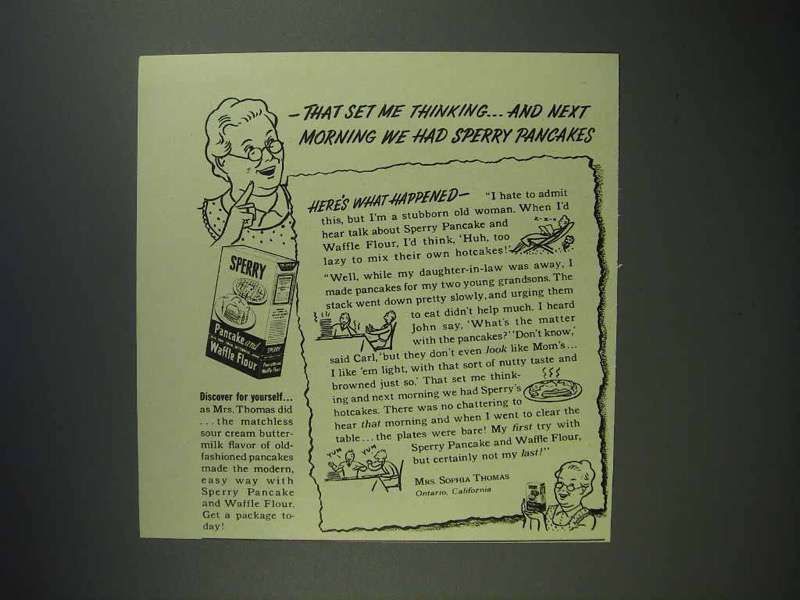 —THAT SET ME THINKING... AND NEXT
MORNING WE HAD SPERRY PANCAKES
HERE'S WHAT HAPPENED— "I hate to admit
this, but I'm a stubborn old woman. When I'd
hear talk about Sperry Pancake and
Waffle Flour, I'd think, 'Huh, too
lazy to mix their own hotcakes!'
z-z-z
"Well, while my daughter-in-law was away, I
made pancakes for my two young grandsons. The
stack went down pretty slowly, and urging them
to eat didn't help much. I heard
John say, 'What's the matter
with the pancakes?' 'Don't know,'
said Carl, 'but they don't even look like Mom's...
I like 'em light, with that sort of nutty taste and
browned just so.' That set me think-
ing and next morning we had Sperry's
hotcakes. There was no chattering to
hear that morning and when I went to clear the
table... the plates were bare! My first try with
Sperry Pancake and Waffle Flour,
but certainly not my last!"
YUM YUM
MRS. SOPHIA THOMAS
Ontario, California
SPERRY
Pancake and
Waffle Flour
SPERRY
Discover for yourself...
as Mrs. Thomas did
... the matchless
sour cream butter-
milk flavor of old-
fashioned pancakes
made the modern,
easy way with
Sperry Pancake
and Waffle Flour.
Get a package to-
day!